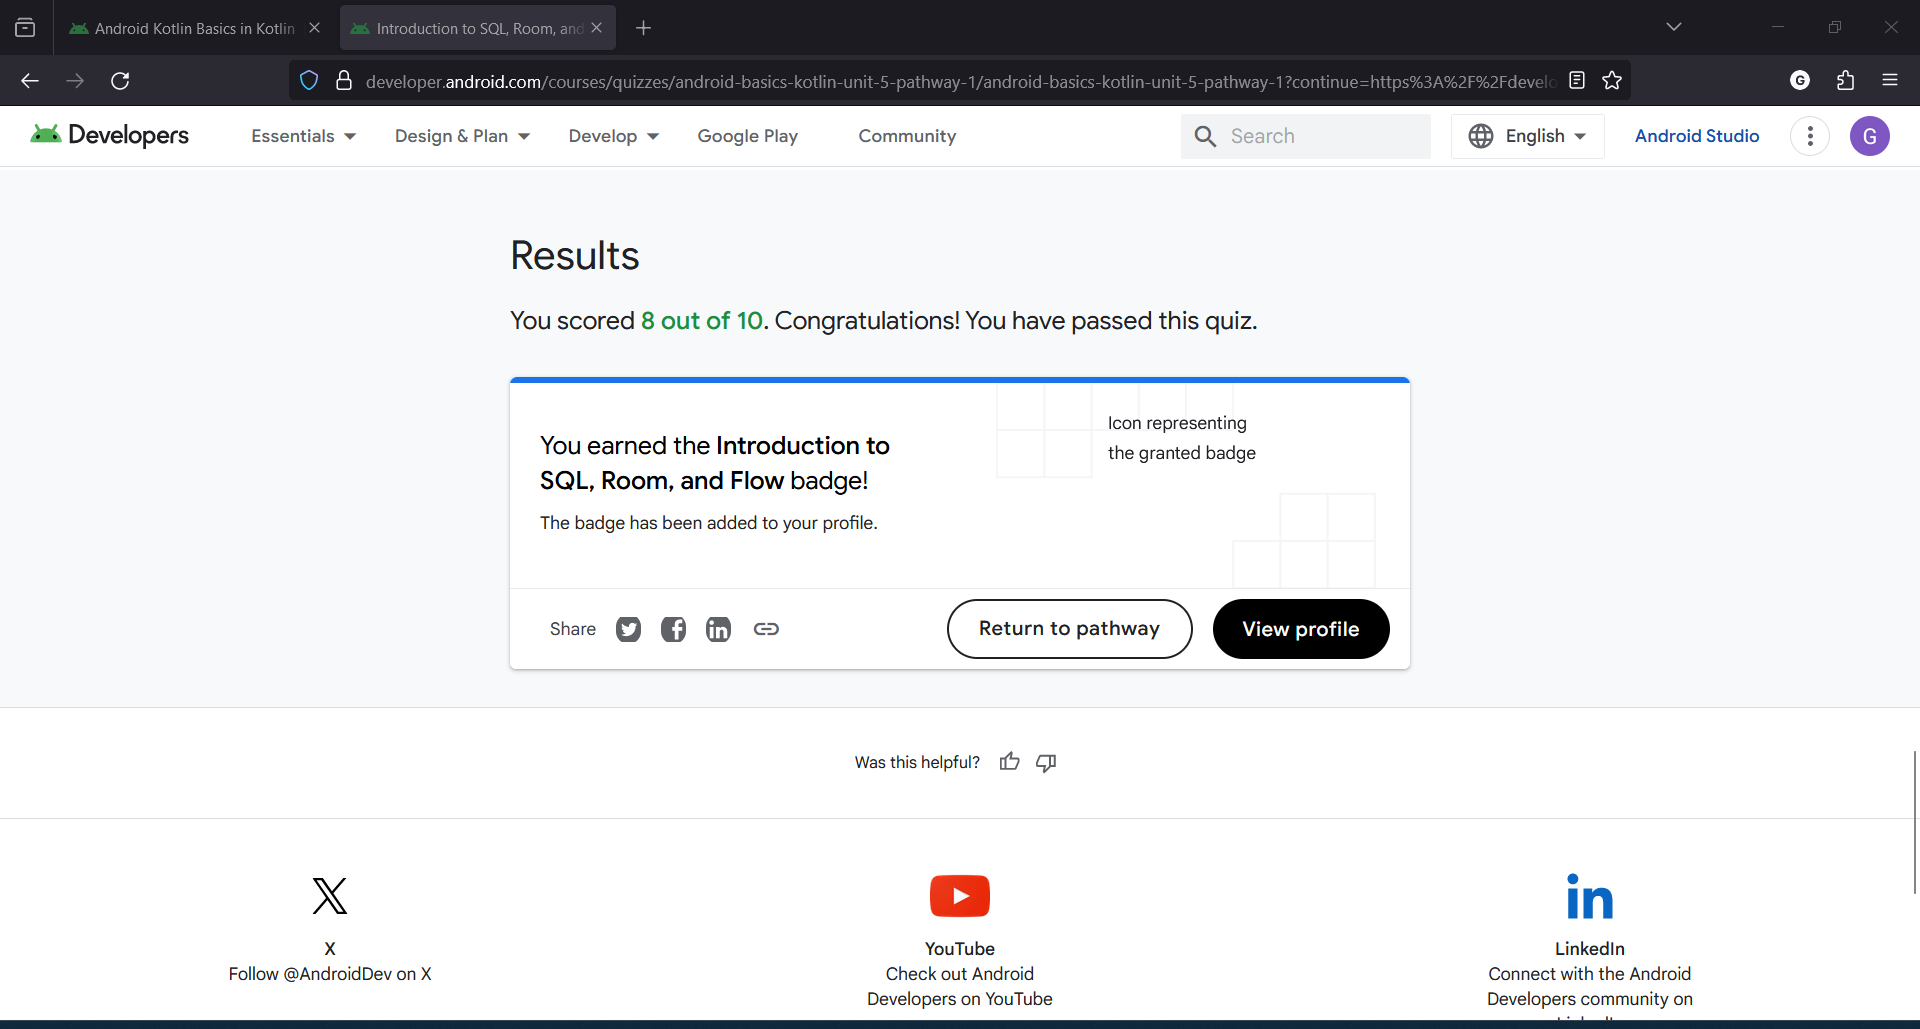 Android Kotlin Basics in Kotlin
Introduction to SQL, Room, and
developer.android.com/courses/quizzes/android-basics-kotlin-unit-5-pathway-1/android-basics-kotlin-unit-5-pathway-1?continue=https%3A%2F%2Fdevelo
G
Developers
Essentials
Design & Plan
Develop
Google Play
Community
Search
English
Android Studio
G
Results
You scored 8 out of 10. Congratulations! You have passed this quiz.
You earned the Introduction to
SQL, Room, and Flow badge!
The badge has been added to your profile.
Icon representing
the granted badge
Share
Return to pathway
View profile
Was this helpful?
X
Follow @AndroidDev on X
YouTube
Check out Android
Developers on YouTube
in
LinkedIn
Connect with the Android
Developers community on